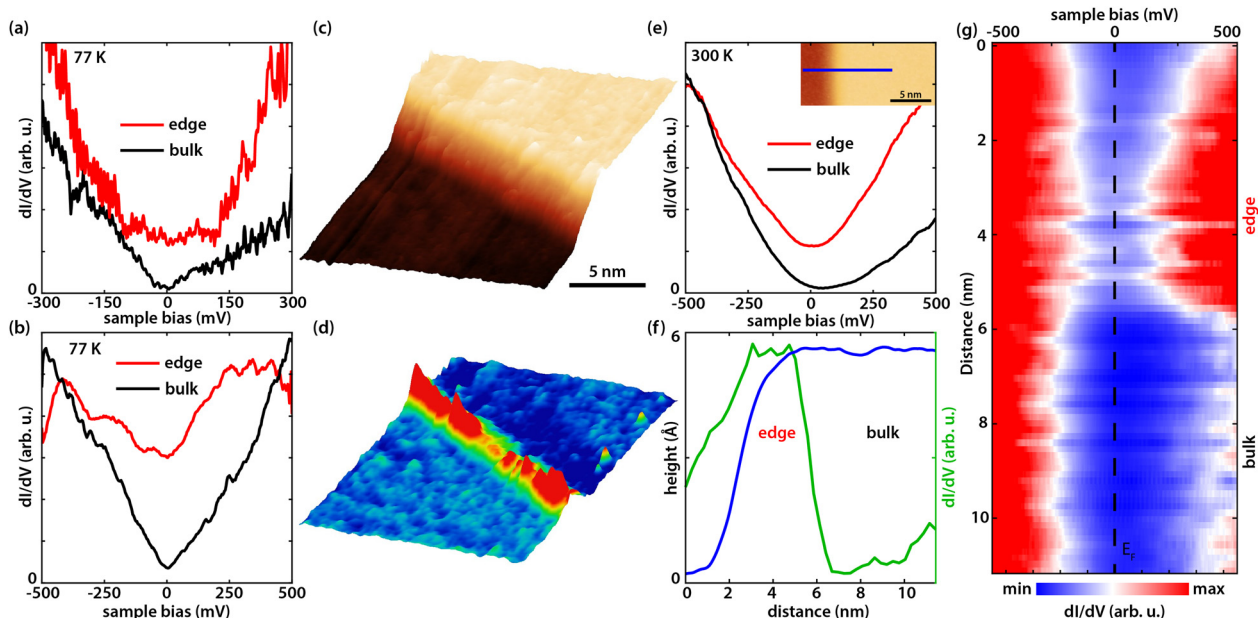 (a)
77 K
edge
bulk
dI/dV (arb. u.)
0
-300
-150
0
150
300
sample bias (mV)
(b)
77 K
edge
bulk
dI/dV (arb. u.)
0
-500
-250
0
250
500
sample bias (mV)
(c)
5 nm
(d)
(e)
300 K
5 nm
edge
bulk
dI/dV (arb. u.)
0
-500
-250
0
250
500
sample bias (mV)
(f)
6
height (Å)
0
edge
bulk
dI/dV (arb. u.)
0
2
4
6
8
10
distance (nm)
(g)
sample bias (mV)
-500
0
500
0
2
4
6
8
10
Distance (nm)
edge
bulk
E_F
min
max
dI/dV (arb. u.)